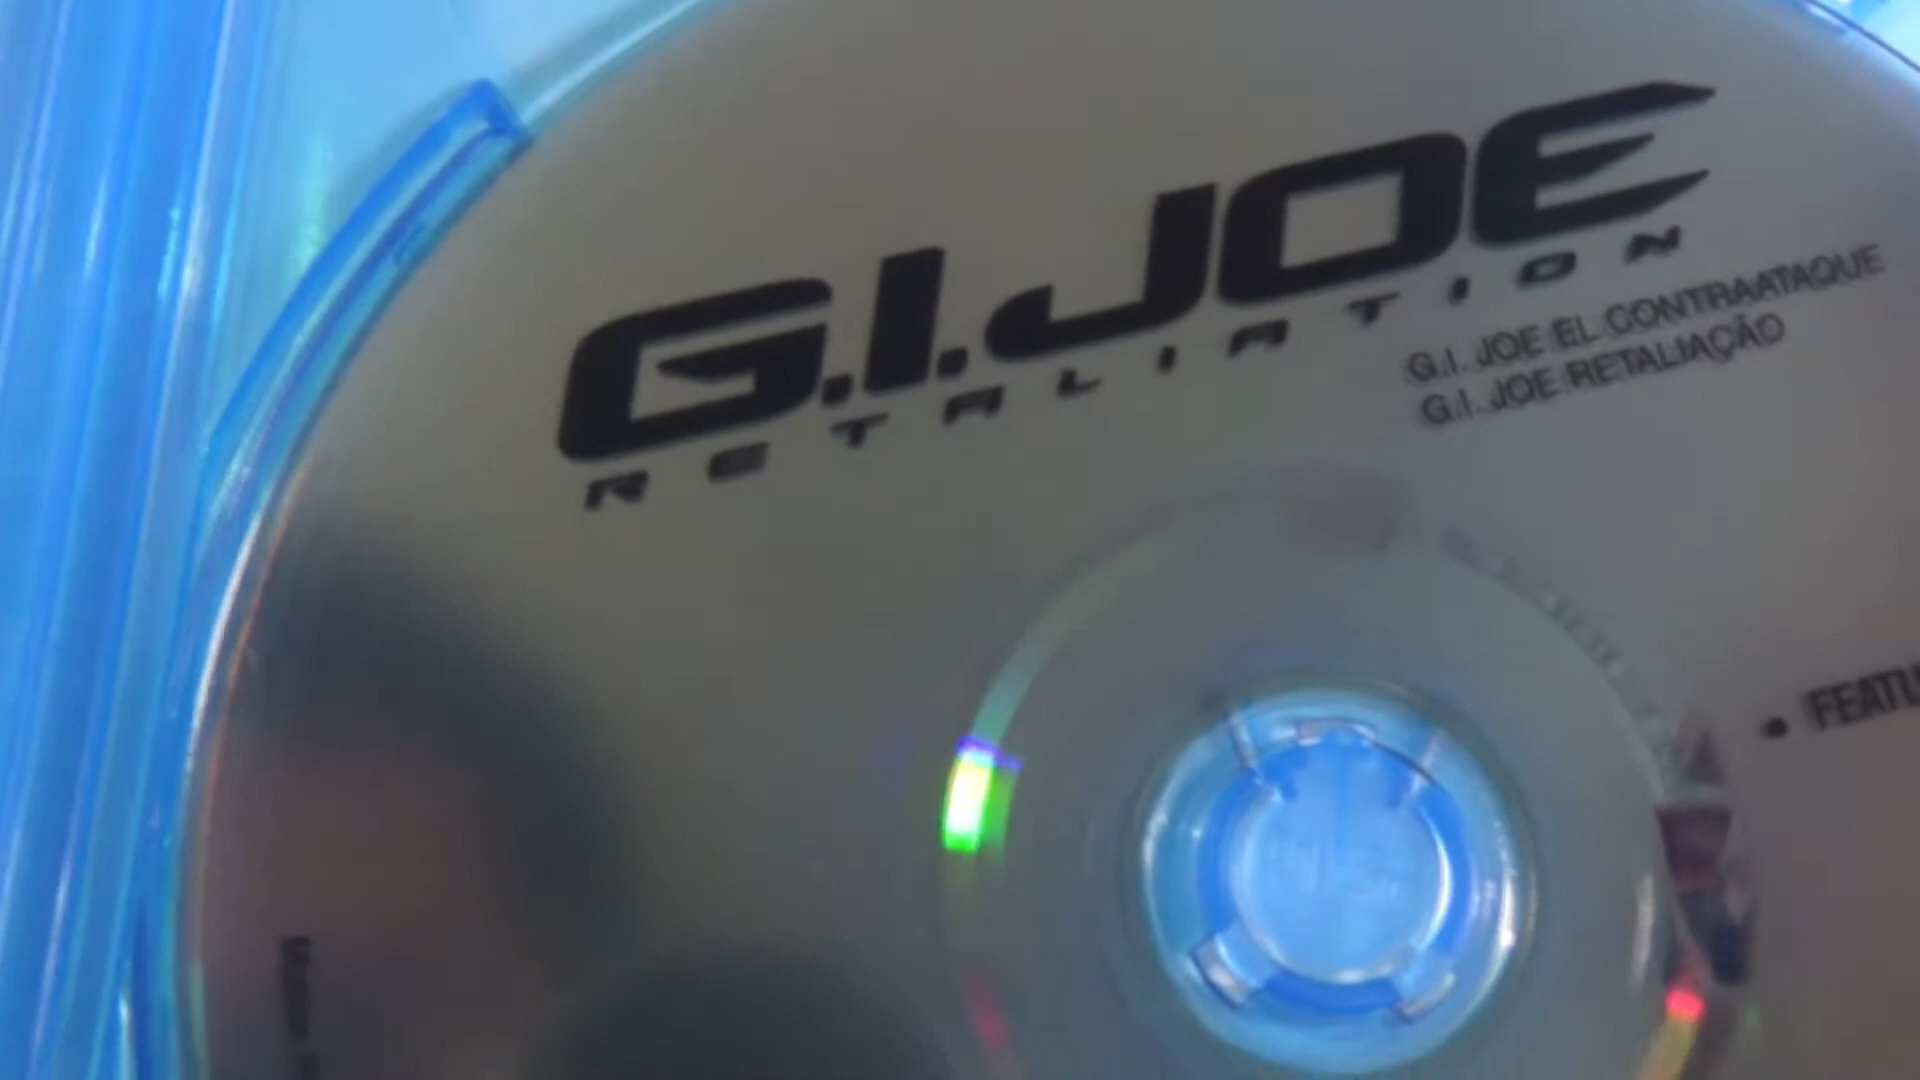 G.I.JOE
RETALIATION
G.I. JOE EL CONTRAATAQUE
G.I. JOE RETALIAÇÃO